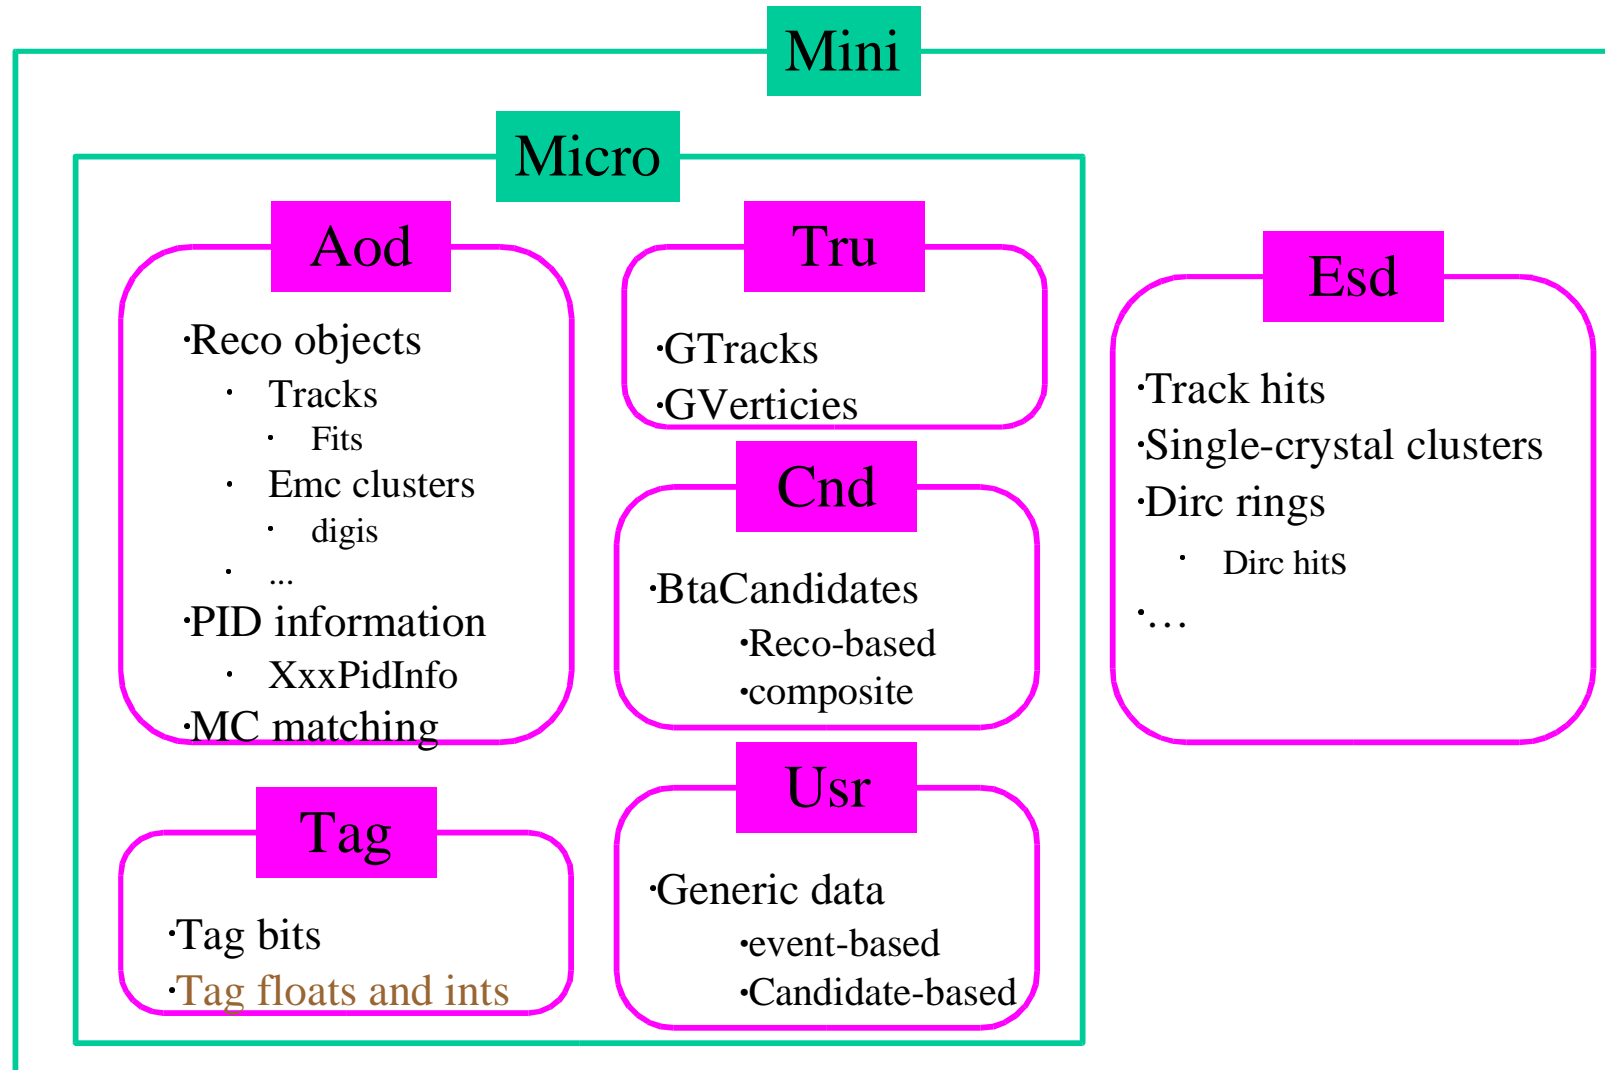 Mini
Micro
Aod
·Reco objects
· Tracks
· Fits
· Emc clusters
· digis
· ...
·PID information
· XxxPidInfo
·MC matching
Tag
·Tag bits
·Tag floats and ints
Tru
·GTracks
·GVerticies
Cnd
·BtaCandidates
·Reco-based
·composite
Usr
·Generic data
·event-based
·Candidate-based
Esd
·Track hits
·Single-crystal clusters
·Dirc rings
· Dirc hits
·…